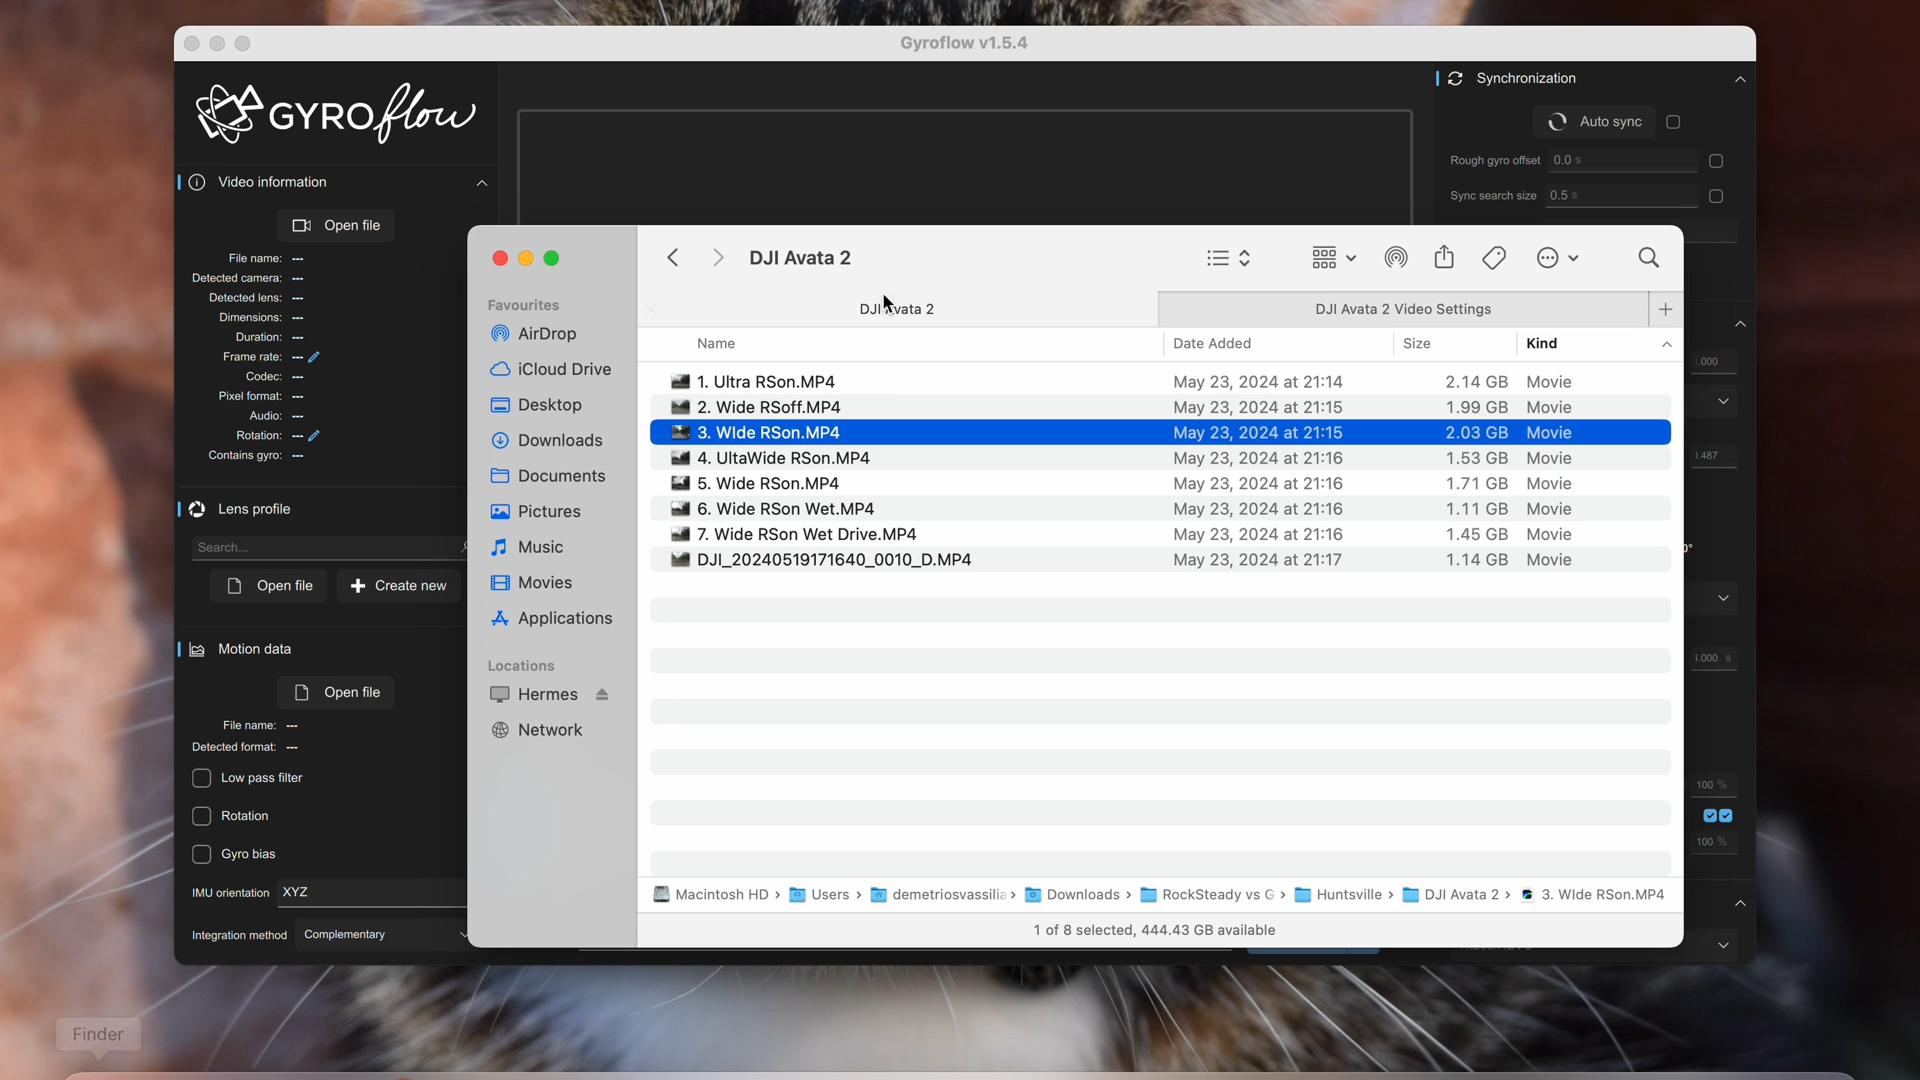 Gyroflow v1.5.4
GYROflow
Video information
Open file
File name: ---
Detected camera: ---
Detected lens: ---
Dimensions: ---
Duration: ---
Frame rate: ---
Codec: ---
Pixel format: ---
Audio: ---
Rotation: ---
Contains gyro: ---
Lens profile
Search...
Open file
Create new
Motion data
Open file
File name: ---
Detected format: ---
Low pass filter
Rotation
Gyro bias
IMU orientation XYZ
Integration method Complementary
Synchronization
Auto sync
Rough gyro offset 0.0 s
Sync search size 0.5 s
100 %
100 %
DJI Avata 2
DJI Avata 2 DJI Avata 2 Video Settings
Favourites
AirDrop
iCloud Drive
Desktop
Downloads
Documents
Pictures
Music
Movies
Applications
Locations
Hermes
Network
Name Date Added Size Kind
1. Ultra RSon.MP4 May 23, 2024 at 21:14 2.14 GB Movie
2. Wide RSoff.MP4 May 23, 2024 at 21:15 1.99 GB Movie
3. WIde RSon.MP4 May 23, 2024 at 21:15 2.03 GB Movie
4. UltaWide RSon.MP4 May 23, 2024 at 21:16 1.53 GB Movie
5. Wide RSon.MP4 May 23, 2024 at 21:16 1.71 GB Movie
6. Wide RSon Wet.MP4 May 23, 2024 at 21:16 1.11 GB Movie
7. Wide RSon Wet Drive.MP4 May 23, 2024 at 21:16 1.45 GB Movie
DJI_20240519171640_0010_D.MP4 May 23, 2024 at 21:17 1.14 GB Movie
Macintosh HD › Users › demetriosvassilia › Downloads › RockSteady vs G › Huntsville › DJI Avata 2 › 3. WIde RSon.MP4
1 of 8 selected, 444.43 GB available
Finder